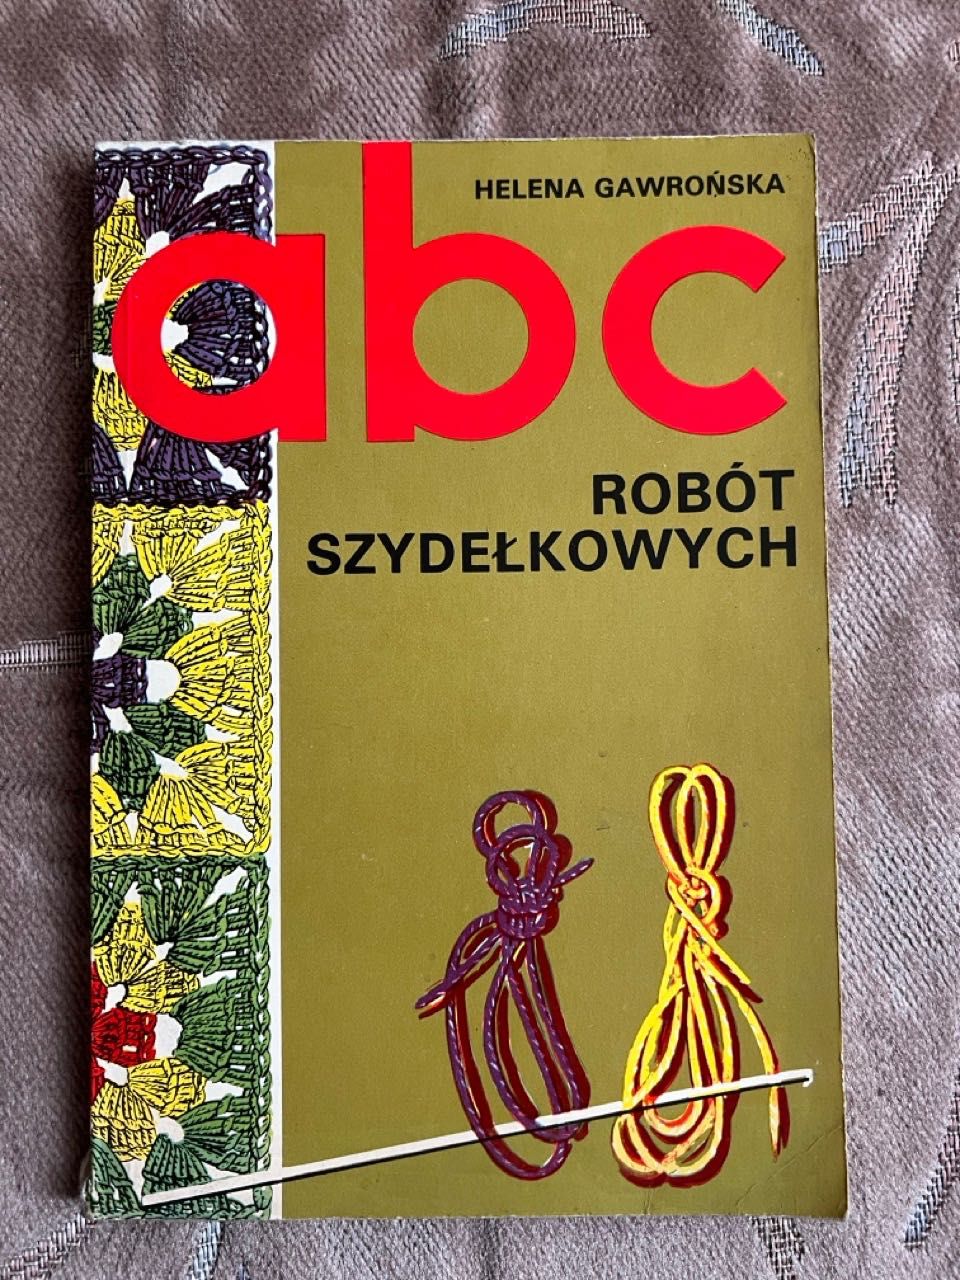 HELENA GAWROŃSKA
abc
ROBÓT
SZYDEŁKOWYCH